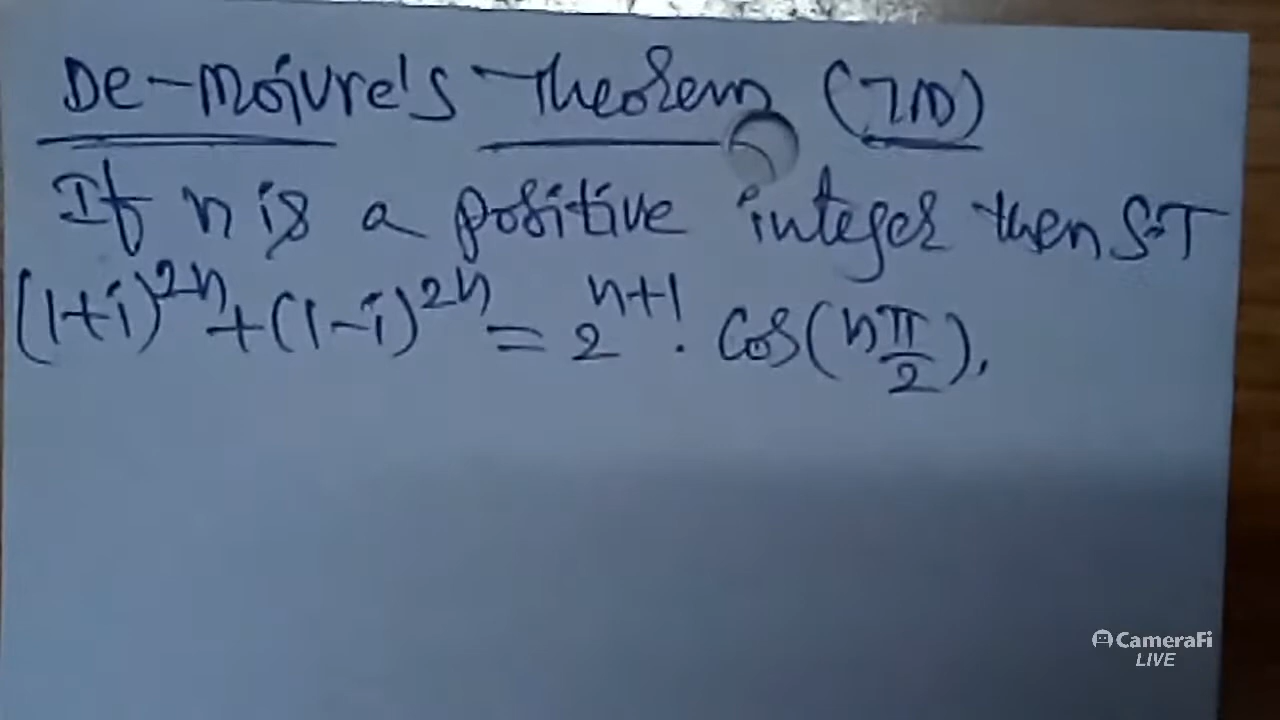 De-Moivre's Theorem (7M)
If n is a positive integer then S.T
(1+i)^2n + (1-i)^2n = 2^n+1 . Cos(nπ/2).
CameraFi
LIVE